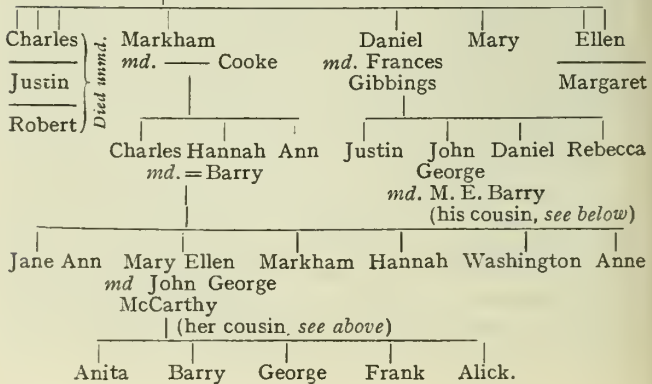 Charles Markham Daniel Mary Ellen
Justin md. —— Cooke md. Frances Margaret
Robert Died unmd. Gibbings
Charles Hannah Ann Justin John Daniel Rebecca
md. = Barry George
md. M. E. Barry
(his cousin, see below)
Jane Ann Mary Ellen Markham Hannah Washington Anne
md John George
McCarthy
(her cousin, see above)
Anita Barry George Frank Alick.